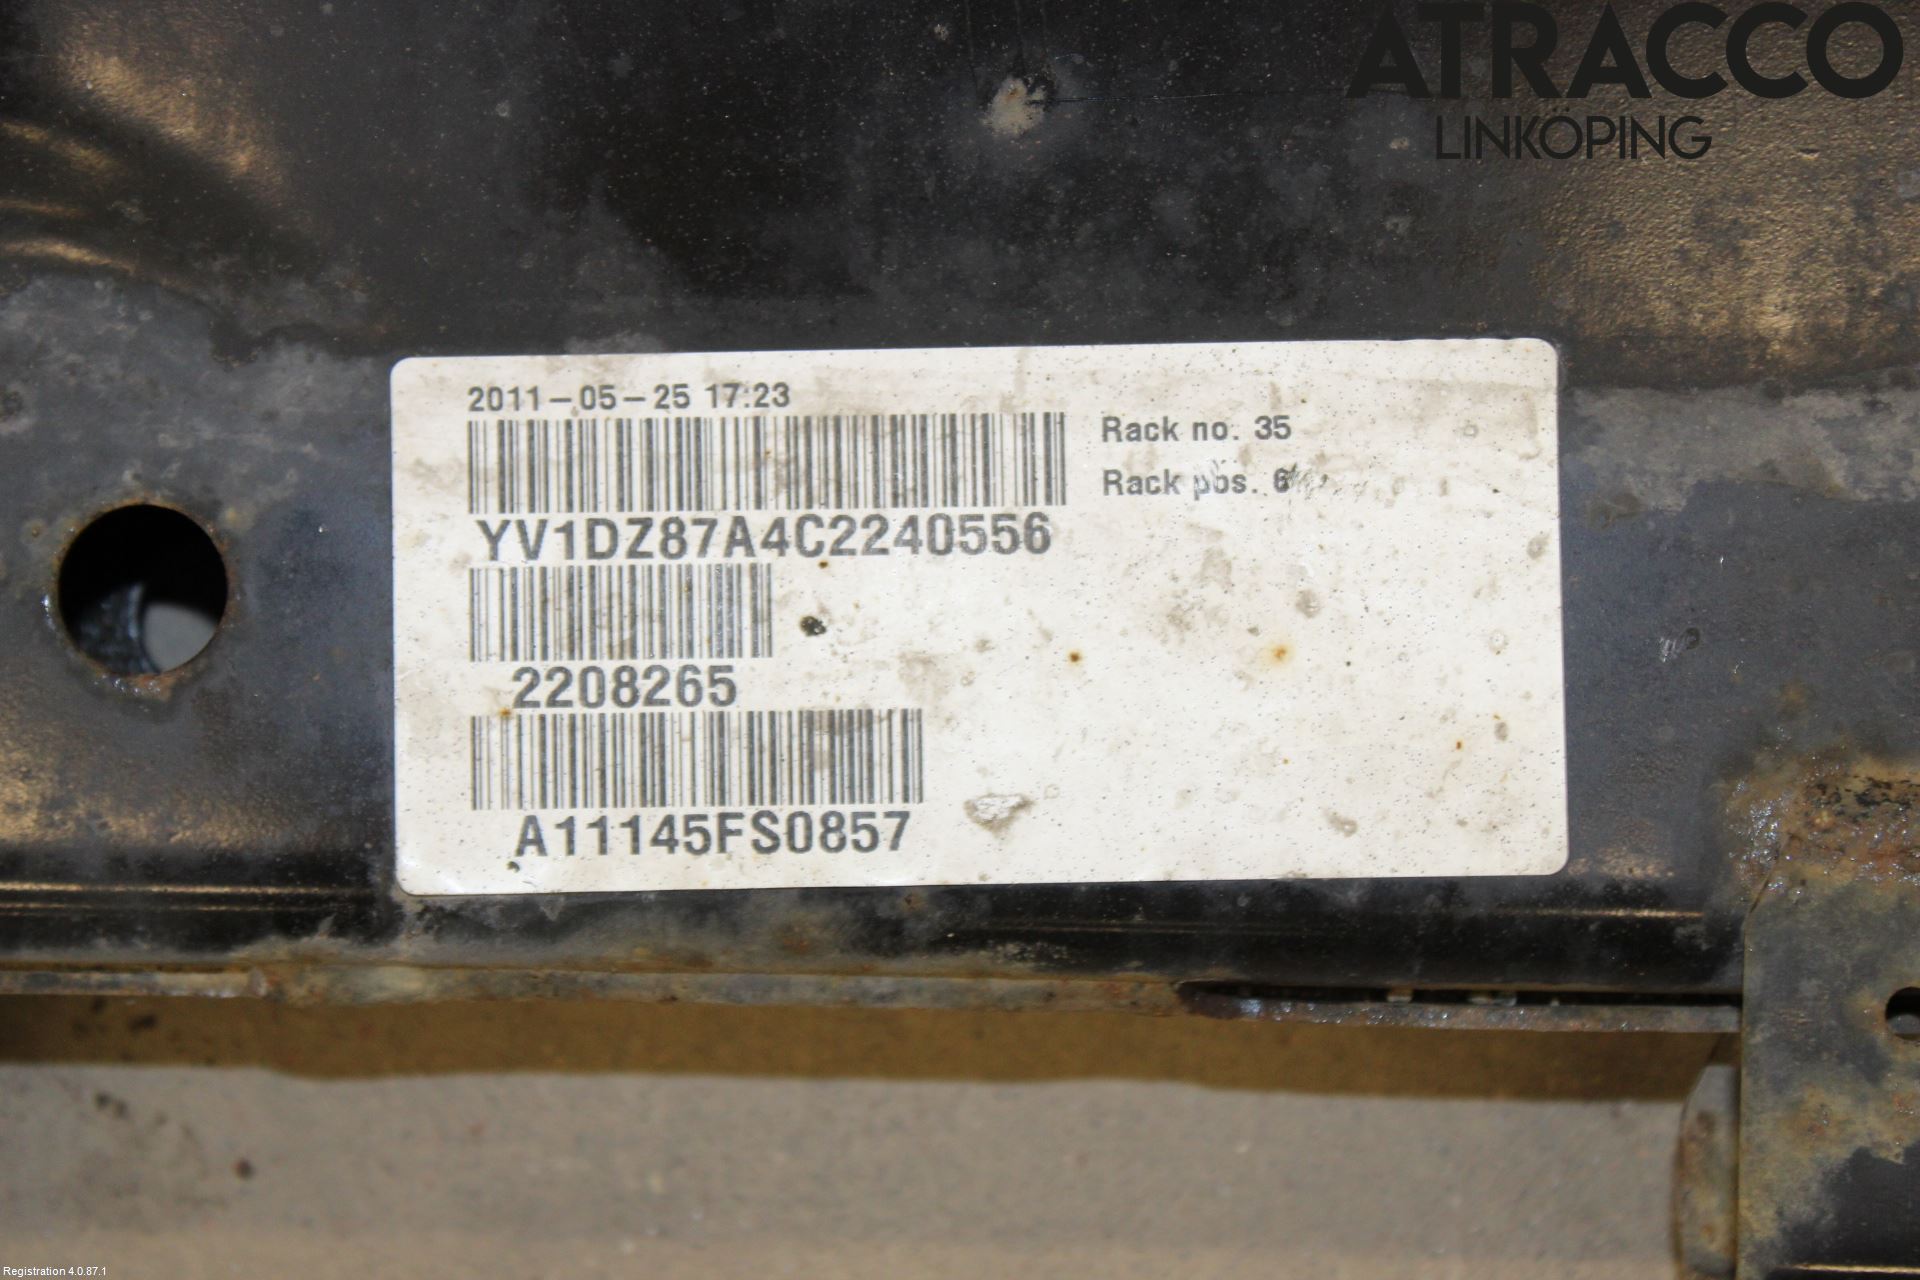 ATRACCO
LINKÖPING
2011-05-25 17:23
Rack no. 35
Rack pos. 6
YV1DZ87A4C2240556
2208265
A11145FS0857
Registration 4.0.87.1